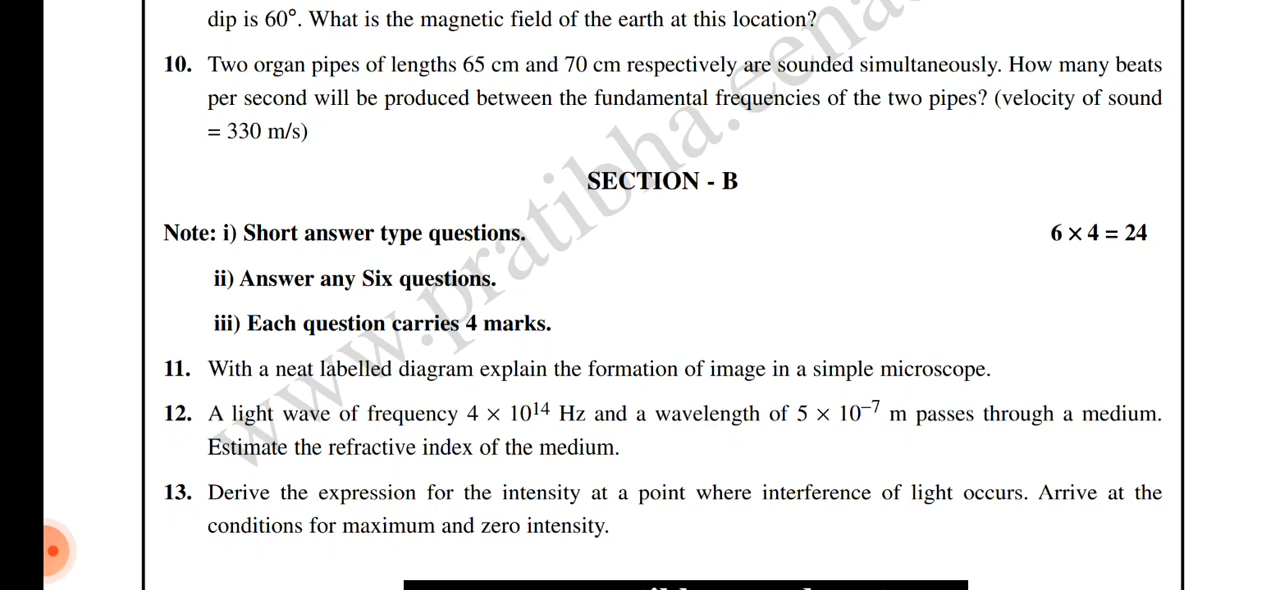 dip is 60°. What is the magnetic field of the earth at this location?
10. Two organ pipes of lengths 65 cm and 70 cm respectively are sounded simultaneously. How many beats
per second will be produced between the fundamental frequencies of the two pipes? (velocity of sound
= 330 m/s)
SECTION - B
Note: i) Short answer type questions. 6 × 4 = 24
ii) Answer any Six questions.
iii) Each question carries 4 marks.
11. With a neat labelled diagram explain the formation of image in a simple microscope.
12. A light wave of frequency 4 × 10¹⁴ Hz and a wavelength of 5 × 10⁻⁷ m passes through a medium.
Estimate the refractive index of the medium.
13. Derive the expression for the intensity at a point where interference of light occurs. Arrive at the
conditions for maximum and zero intensity.
www.pratibha.eena